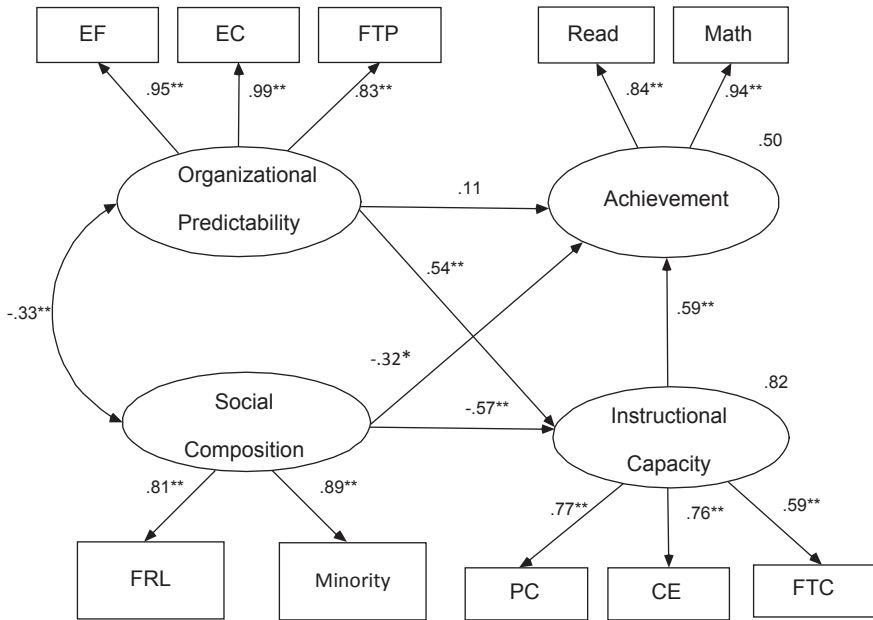 EF
EC
FTP
Read
Math
.95**
.99**
.83**
.84**
.94**
.50
Organizational
Predictability
.11
Achievement
.54**
-.33**
.59**
-.32*
.82
Social
Composition
-.57**
Instructional
Capacity
.81**
.89**
.77**
.76**
.59**
FRL
Minority
PC
CE
FTC